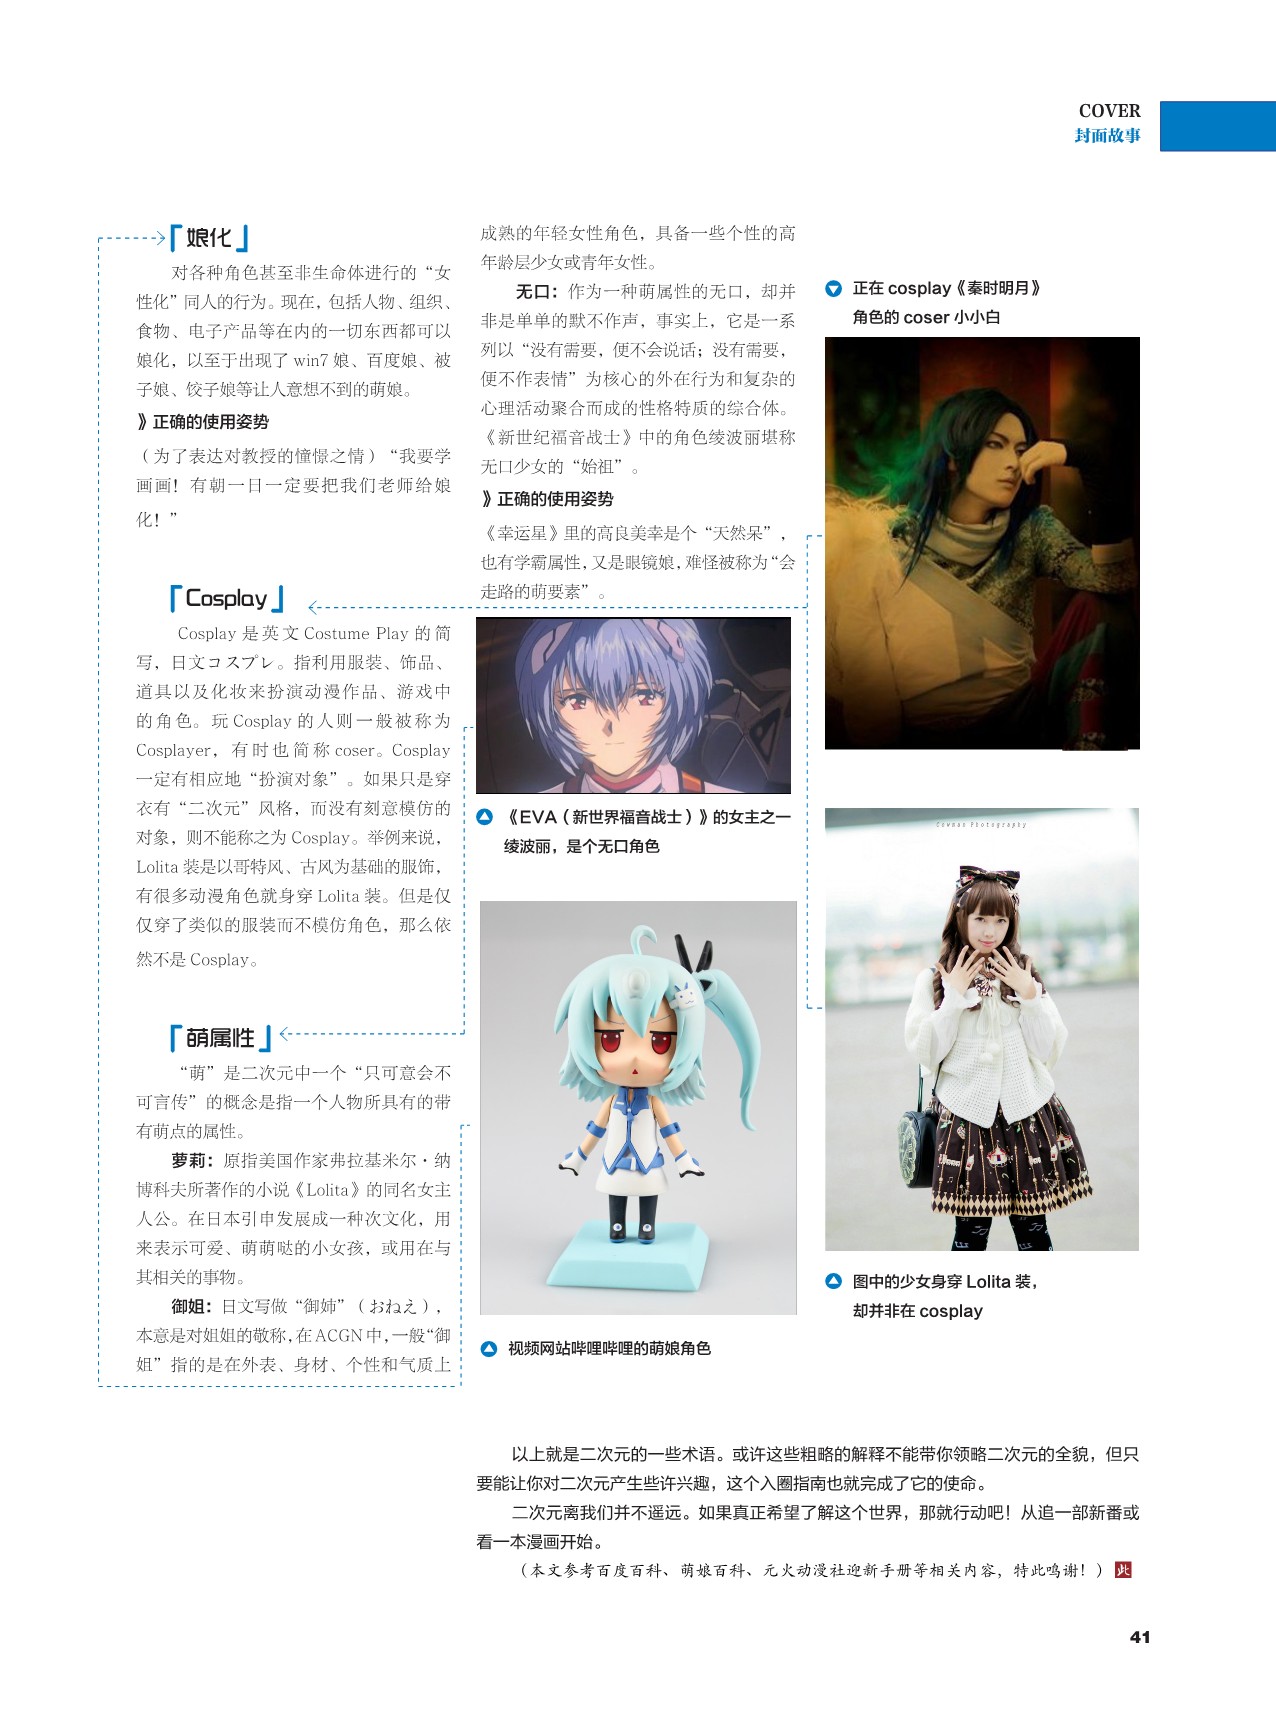 COVER
封面故事
「娘化」
对各种角色甚至非生命体进行的“女
性化”同人的行为。现在，包括人物、组织、
食物、电子产品等在内的一切东西都可以
娘化，以至于出现了 win7 娘、百度娘、被
子娘、饺子娘等让人意想不到的萌娘。
》正确的使用姿势
（为了表达对教授的憧憬之情）“我要学
画画！有朝一日一定要把我们老师给娘
化！”
「Cosplay」
Cosplay 是英文 Costume Play 的简
写，日文コスプレ。指利用服装、饰品、
道具以及化妆来扮演动漫作品、游戏中
的角色。玩 Cosplay 的人则一般被称为
Cosplayer，有时也简称 coser。Cosplay
一定有相应地“扮演对象”。如果只是穿
衣有“二次元”风格，而没有刻意模仿的
对象，则不能称之为 Cosplay。举例来说，
Lolita 装是以哥特风、古风为基础的服饰，
有很多动漫角色就身穿 Lolita 装。但是仅
仅穿了类似的服装而不模仿角色，那么依
然不是 Cosplay。
「萌属性」
“萌”是二次元中一个“只可意会不
可言传”的概念是指一个人物所具有的带
有萌点的属性。
萝莉：原指美国作家弗拉基米尔·纳
博科夫所著作的小说《Lolita》的同名女主
人公。在日本引申发展成一种次文化，用
来表示可爱、萌萌哒的小女孩，或用在与
其相关的事物。
御姐：日文写做“御姉”（おねえ），
本意是对姐姐的敬称，在 ACGN 中，一般“御
姐”指的是在外表、身材、个性和气质上
成熟的年轻女性角色，具备一些个性的高
年龄层少女或青年女性。
无口：作为一种萌属性的无口，却并
非是单单的默不作声，事实上，它是一系
列以“没有需要，便不会说话；没有需要，
便不作表情”为核心的外在行为和复杂的
心理活动聚合而成的性格特质的综合体。
《新世纪福音战士》中的角色绫波丽堪称
无口少女的“始祖”。
》正确的使用姿势
《幸运星》里的高良美幸是个“天然呆”，
也有学霸属性，又是眼镜娘，难怪被称为“会
走路的萌要素”。
《EVA（新世界福音战士）》的女主之一
绫波丽，是个无口角色
视频网站哔哩哔哩的萌娘角色
正在 cosplay《秦时明月》
角色的 coser 小小白
Cowman Photography
图中的少女身穿 Lolita 装，
却并非在 cosplay
以上就是二次元的一些术语。或许这些粗略的解释不能带你领略二次元的全貌，但只
要能让你对二次元产生些许兴趣，这个入圈指南也就完成了它的使命。
二次元离我们并不遥远。如果真正希望了解这个世界，那就行动吧！从追一部新番或
看一本漫画开始。
（本文参考百度百科、萌娘百科、元火动漫社迎新手册等相关内容，特此鸣谢！）此
41